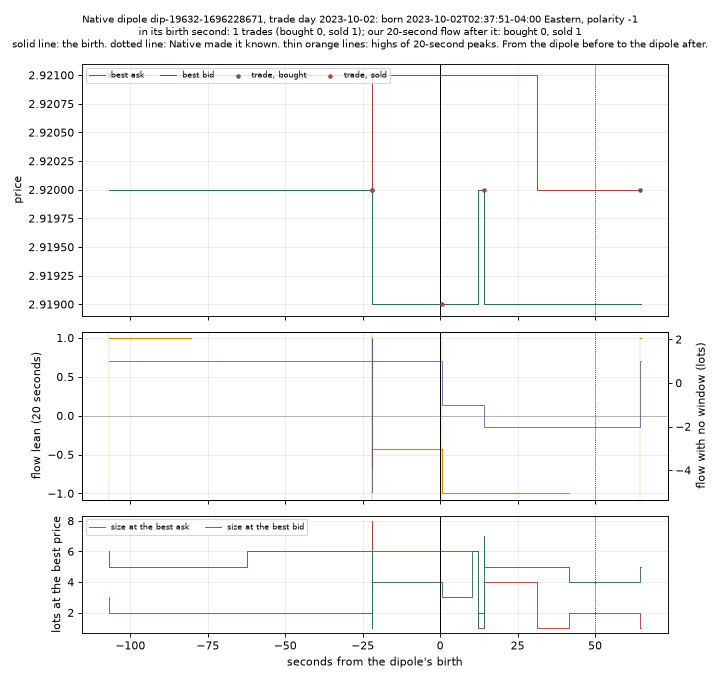 Native dipole dip-19632-1696228671, trade day 2023-10-02: born 2023-10-02T02:37:51-04:00 Eastern, polarity -1
in its birth second: 1 trades (bought 0, sold 1); our 20-second flow after it: bought 0, sold 1
solid line: the birth. dotted line: Native made it known. thin orange lines: highs of 20-second peaks. From the dipole before to the dipole after.
best ask
best bid
trade, bought
trade, sold
price
2.92100
2.92075
2.92050
2.92025
2.92000
2.91975
2.91950
2.91925
2.91900
flow lean (20 seconds)
1.0
0.5
0.0
−0.5
−1.0
2
0
−2
−4
flow with no window (lots)
size at the best ask
size at the best bid
lots at the best price
8
6
4
2
−100
−75
−50
−25
0
25
50
seconds from the dipole's birth